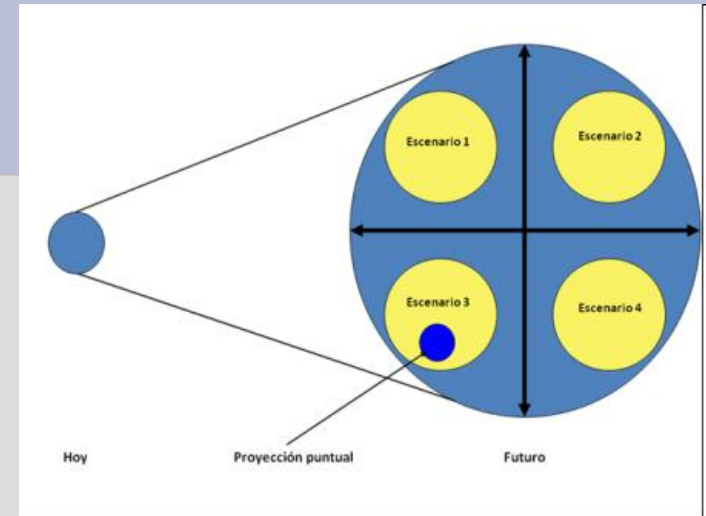 Escenario 1
Escenario 2
Escenario 3
Escenario 4
Hoy
Proyección puntual
Futuro